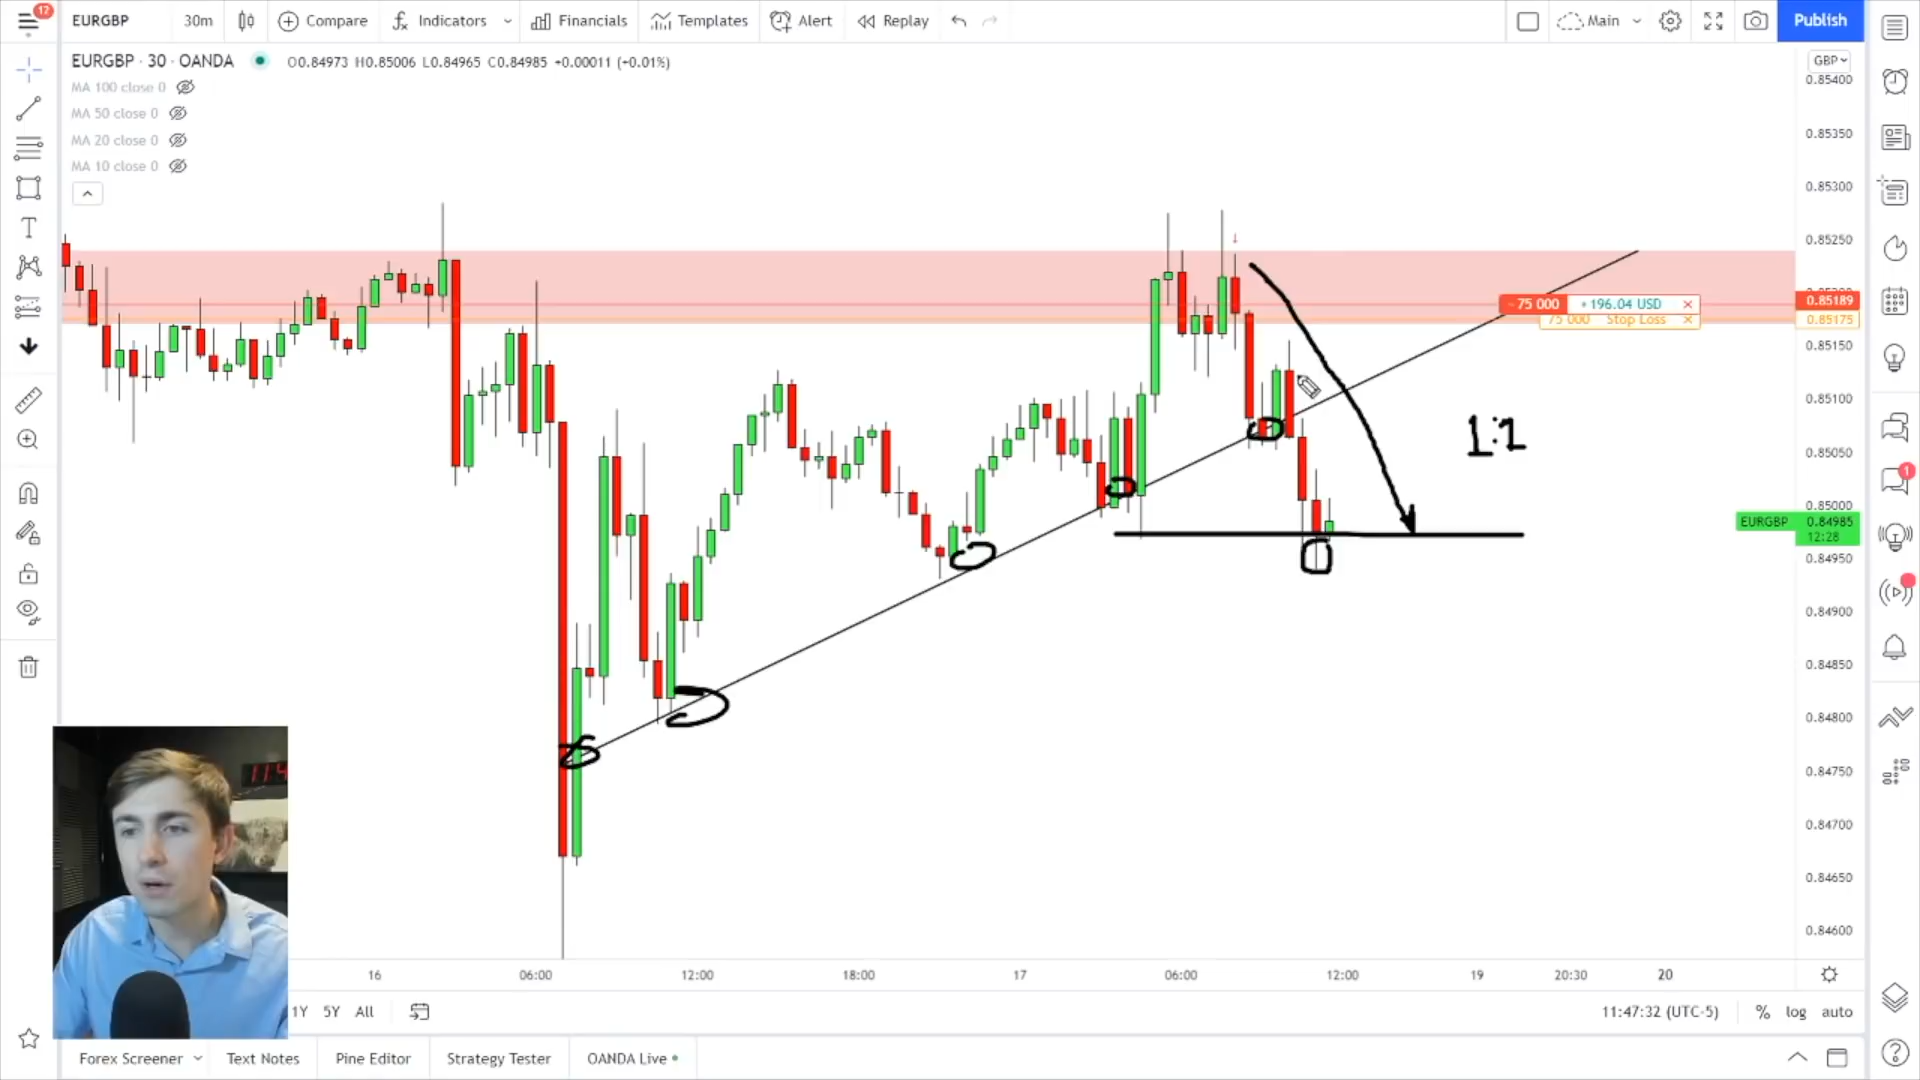 17
EURGBP 30m Compare Indicators Financials Templates Alert Replay Main Publish
EURGBP · 30 · OANDA O0.84973 H0.85006 L0.84965 C0.84985 +0.00011 (+0.01%)
MA 100 close 0
MA 50 close 0
MA 20 close 0
MA 10 close 0
GBP
0.85400
0.85350
0.85300
0.85250
- 75 000 +196.04 USD × 0.85189
75 000 Stop Loss × 0.85175
0.85150
0.85100
1:1
0.85050
0.85000
EURGBP 0.84985
12:28
0.84950
0.84900
0.84850
0.84800
0.84750
0.84700
0.84650
0.84600
1
16 06:00 12:00 18:00 17 06:00 12:00 19 20:30 20
1Y 5Y All 11:47:32 (UTC-5) % log auto
Forex Screener Text Notes Pine Editor Strategy Tester OANDA Live